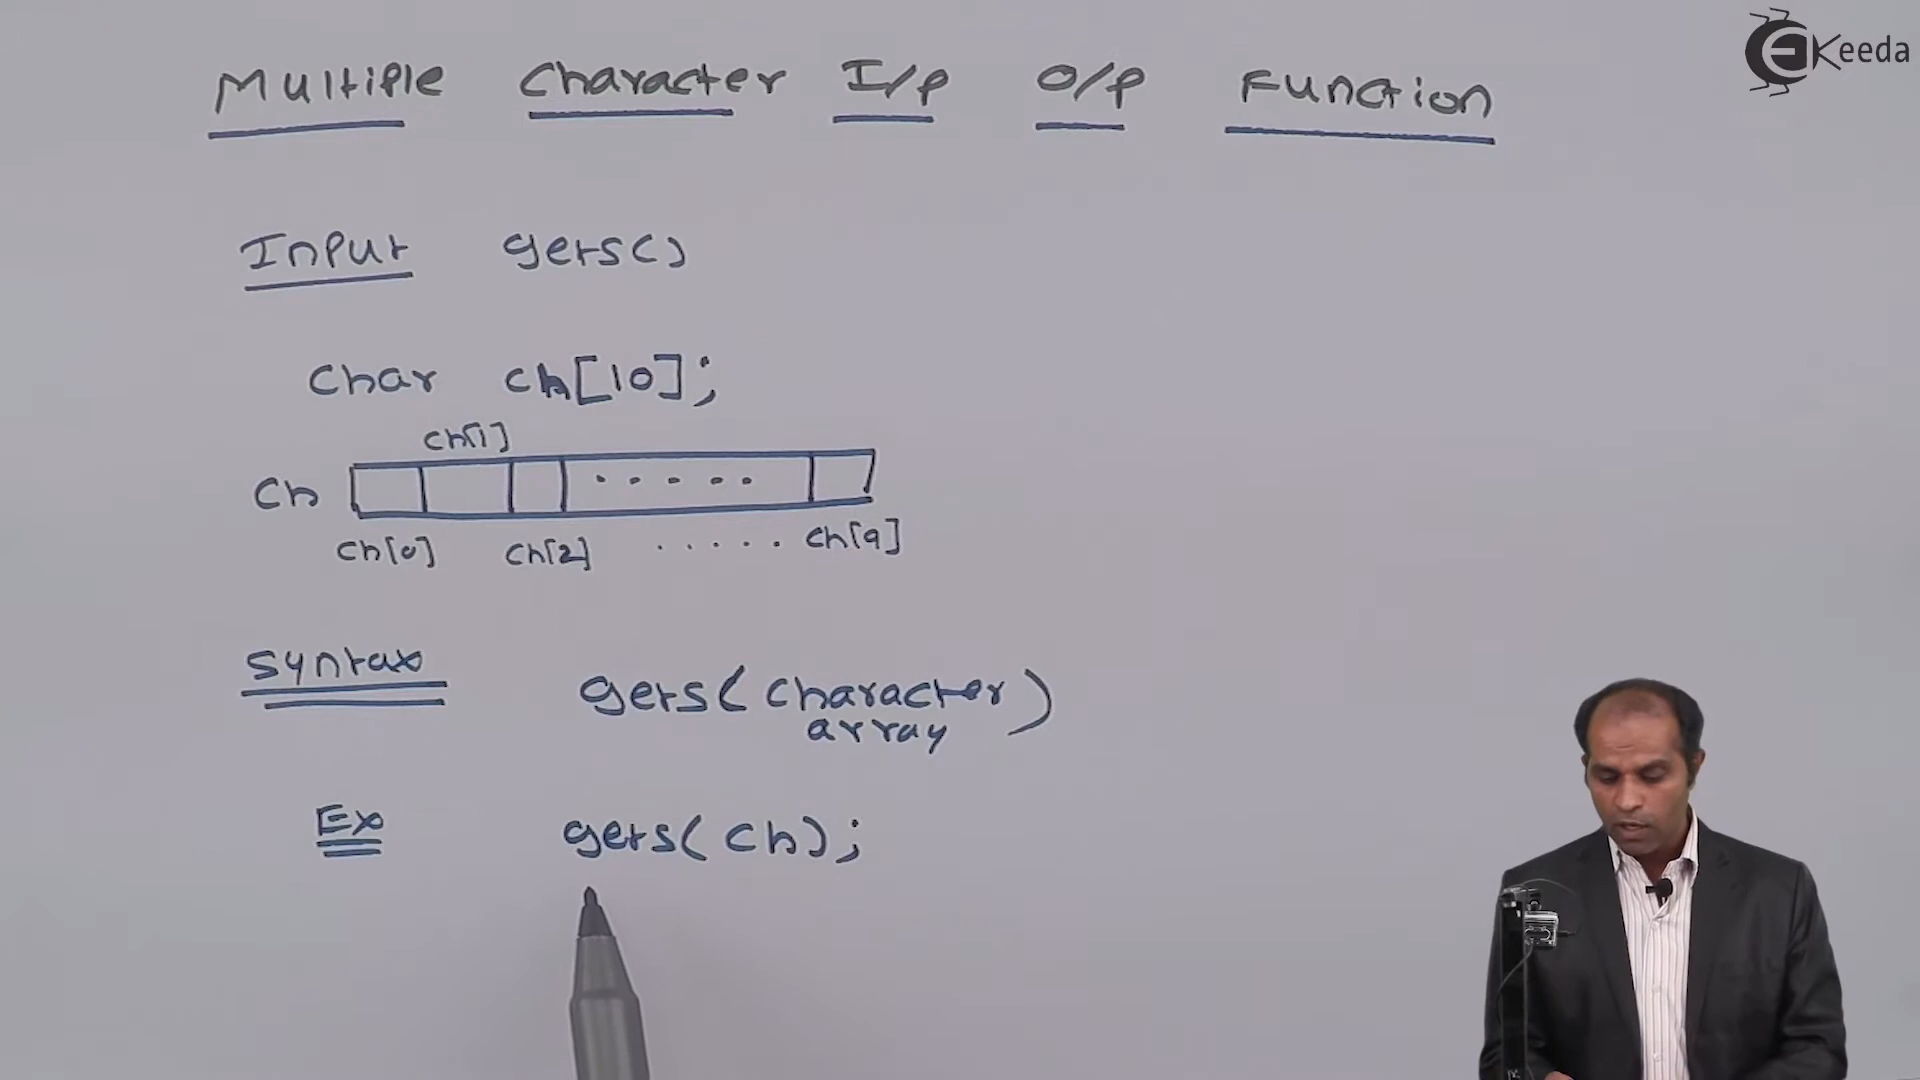 EKeeda
Multiple Character I/p O/p Function
Input gets()
Char ch[10];
ch[1]
Ch
ch[0] ch[2] ..... ch[9]
Syntax gets(character array)
Ex gets(ch);